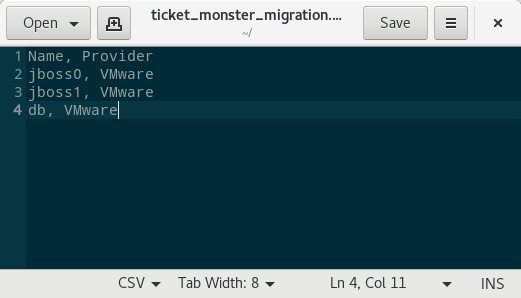 Open
ticket_monster_migration....
~/
Save
1 Name, Provider
2 jboss0, VMware
3 jboss1, VMware
4 db, VMware
CSV Tab Width: 8 Ln 4, Col 11 INS